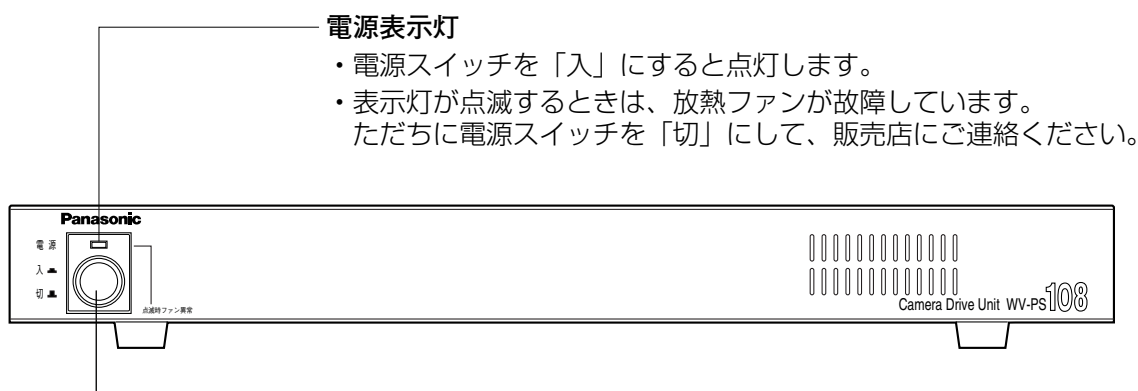 電源表示灯
・電源スイッチを「入」にすると点灯します。
・表示灯が点滅するときは、放熱ファンが故障しています。
ただちに電源スイッチを「切」にして、販売店にご連絡ください。
Panasonic
電源
入
切
点滅時ファン異常
Camera Drive Unit WV-PS108